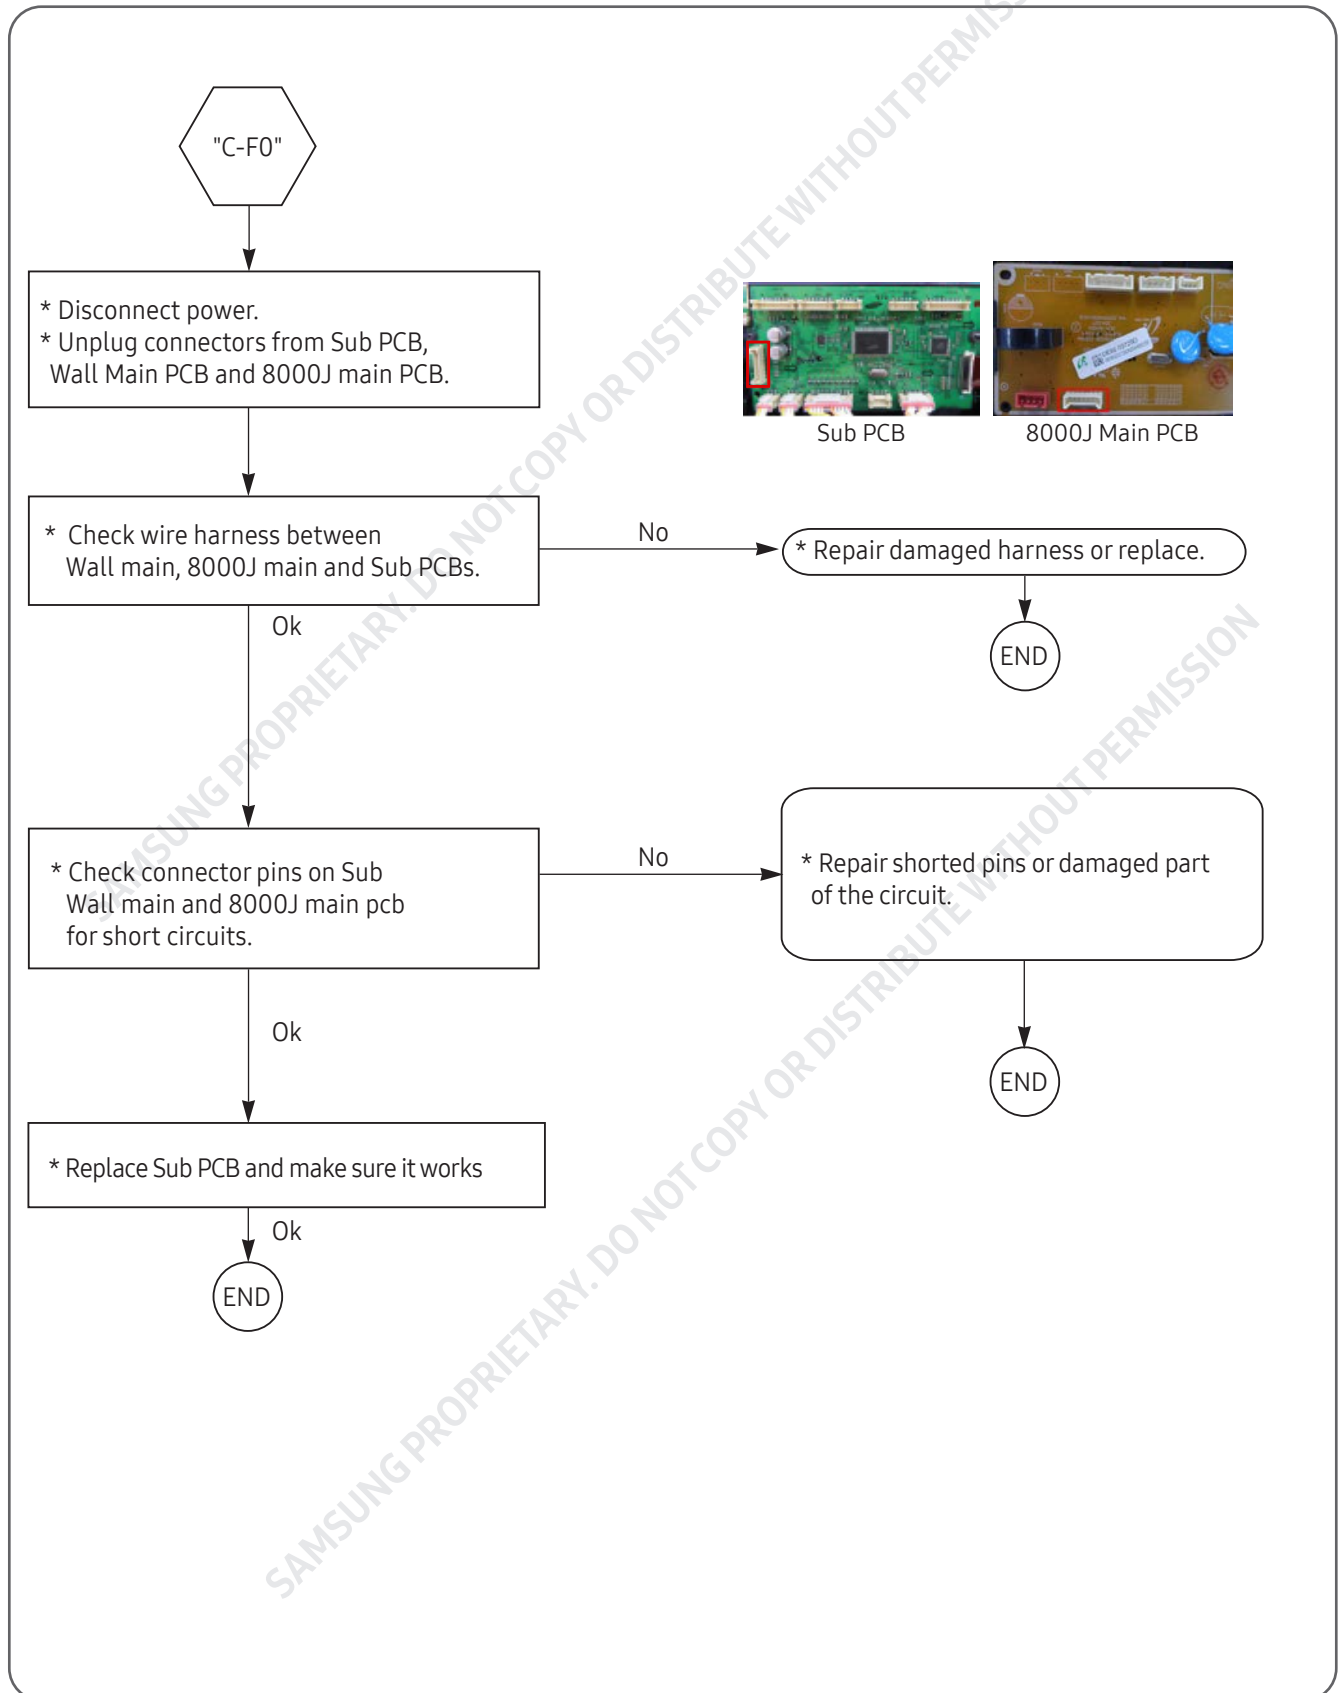 "C-F0"
* Disconnect power.
* Unplug connectors from Sub PCB,
Wall Main PCB and 8000J main PCB.
Sub PCB
8000J Main PCB
* Check wire harness between
Wall main, 8000J main and Sub PCBs.
No
* Repair damaged harness or replace.
Ok
END
* Check connector pins on Sub
Wall main and 8000J main pcb
for short circuits.
No
* Repair shorted pins or damaged part
of the circuit.
Ok
END
* Replace Sub PCB and make sure it works
Ok
END
SAMSUNG PROPRIETARY. DO NOT COPY OR DISTRIBUTE WITHOUT PERMISS
SAMSUNG PROPRIETARY. DO NOT COPY OR DISTRIBUTE WITHOUT PERMISSION